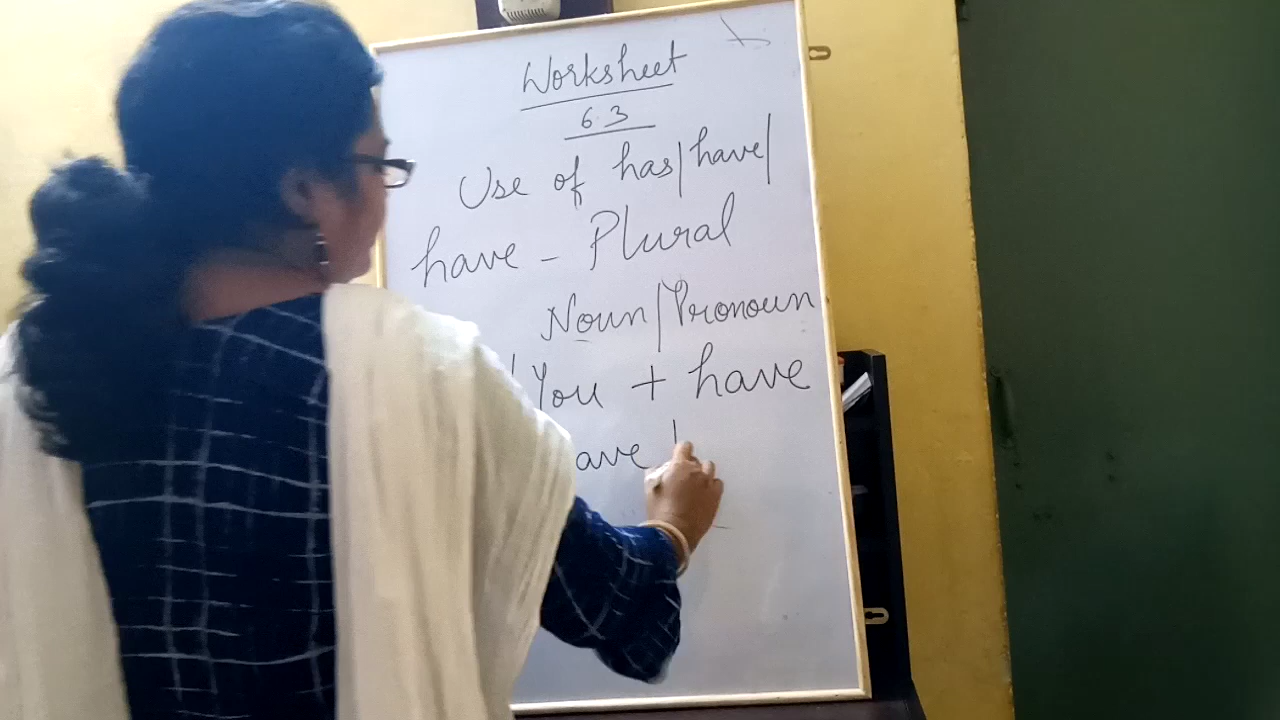 Worksheet
6.3
Use of has/have/
have - Plural
Noun/Pronoun
/You + have
ave